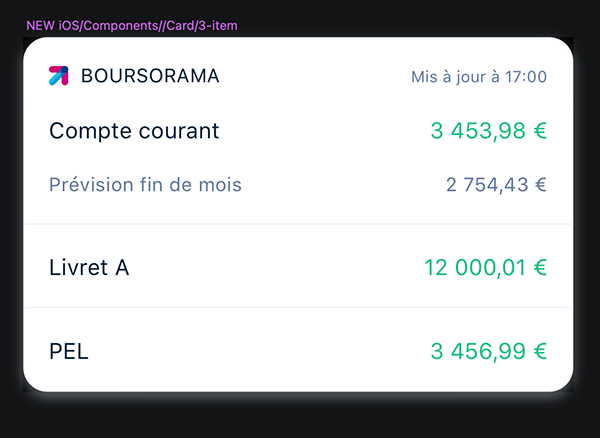 NEW iOS/Components//Card/3-item
BOURSORAMA Mis à jour à 17:00
Compte courant 3 453,98 €
Prévision fin de mois 2 754,43 €
Livret A 12 000,01 €
PEL 3 456,99 €